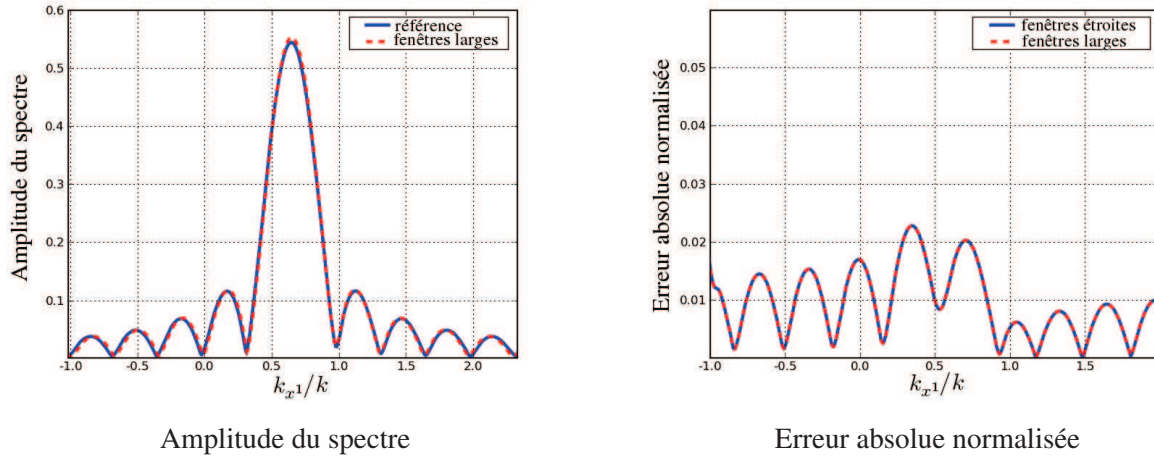 0.6
0.5
0.4
0.3
0.2
0.1
-1.0 -0.5 0.0 0.5 1.0 1.5 2.0
Amplitude du spectre
k_{x^1}/k
référence
fenêtres larges
Amplitude du spectre
0.05
0.04
0.03
0.02
0.01
-1.0 -0.5 0.0 0.5 1.0 1.5
Erreur absolue normalisée
k_{x^1}/k
fenêtres étroites
fenêtres larges
Erreur absolue normalisée